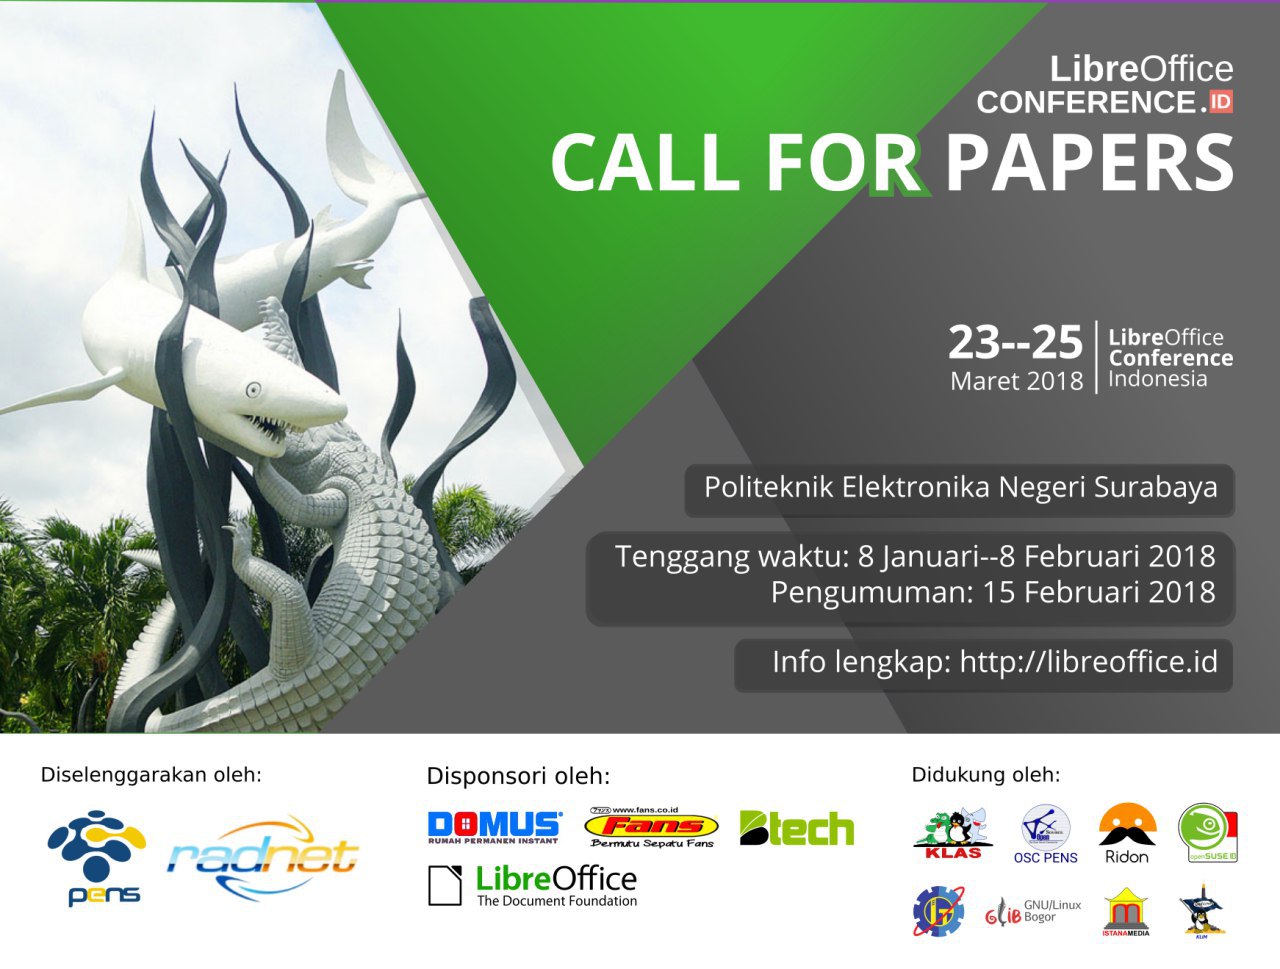 LibreOffice
CONFERENCE.ID
CALL FOR PAPERS
23--25
Maret 2018
LibreOffice
Conference
Indonesia
Politeknik Elektronika Negeri Surabaya
Tenggang waktu: 8 Januari--8 Februari 2018
Pengumuman: 15 Februari 2018
Info lengkap: http://libreoffice.id
Diselenggarakan oleh:
pens
radnet
Disponsori oleh:
DOMUS
RUMAH PERMANEN INSTANT
www.fans.co.id
Fans
Bermutu Sepatu Fans
Btech
LibreOffice
The Document Foundation
Didukung oleh:
KLAS
OSC PENS
Ridon
openSUSE ID
GLiB
GNU/Linux
Bogor
ISTANAMEDIA
KLIM